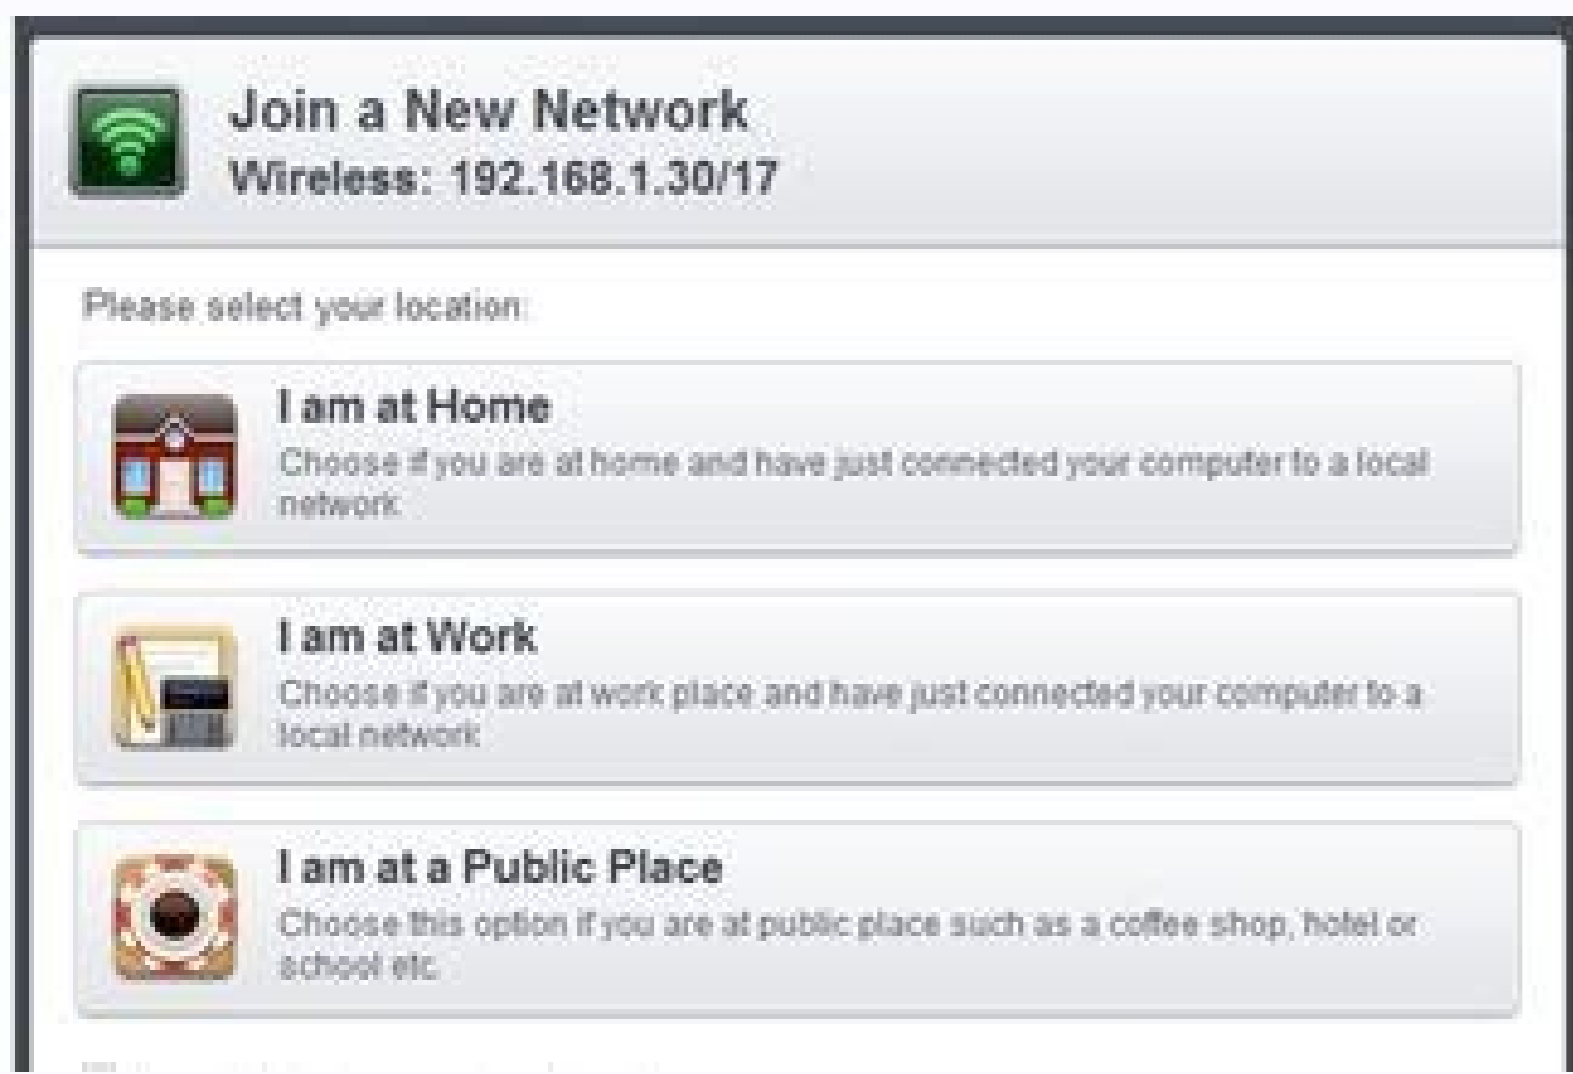 Join a New Network
Wireless: 192.168.1.30/17
Please select your location:
I am at Home
Choose if you are at home and have just connected your computer to a local
network
I am at Work
Choose if you are at work place and have just connected your computer to a
local network
I am at a Public Place
Choose this option if you are at public place such as a coffee shop, hotel or
school etc.